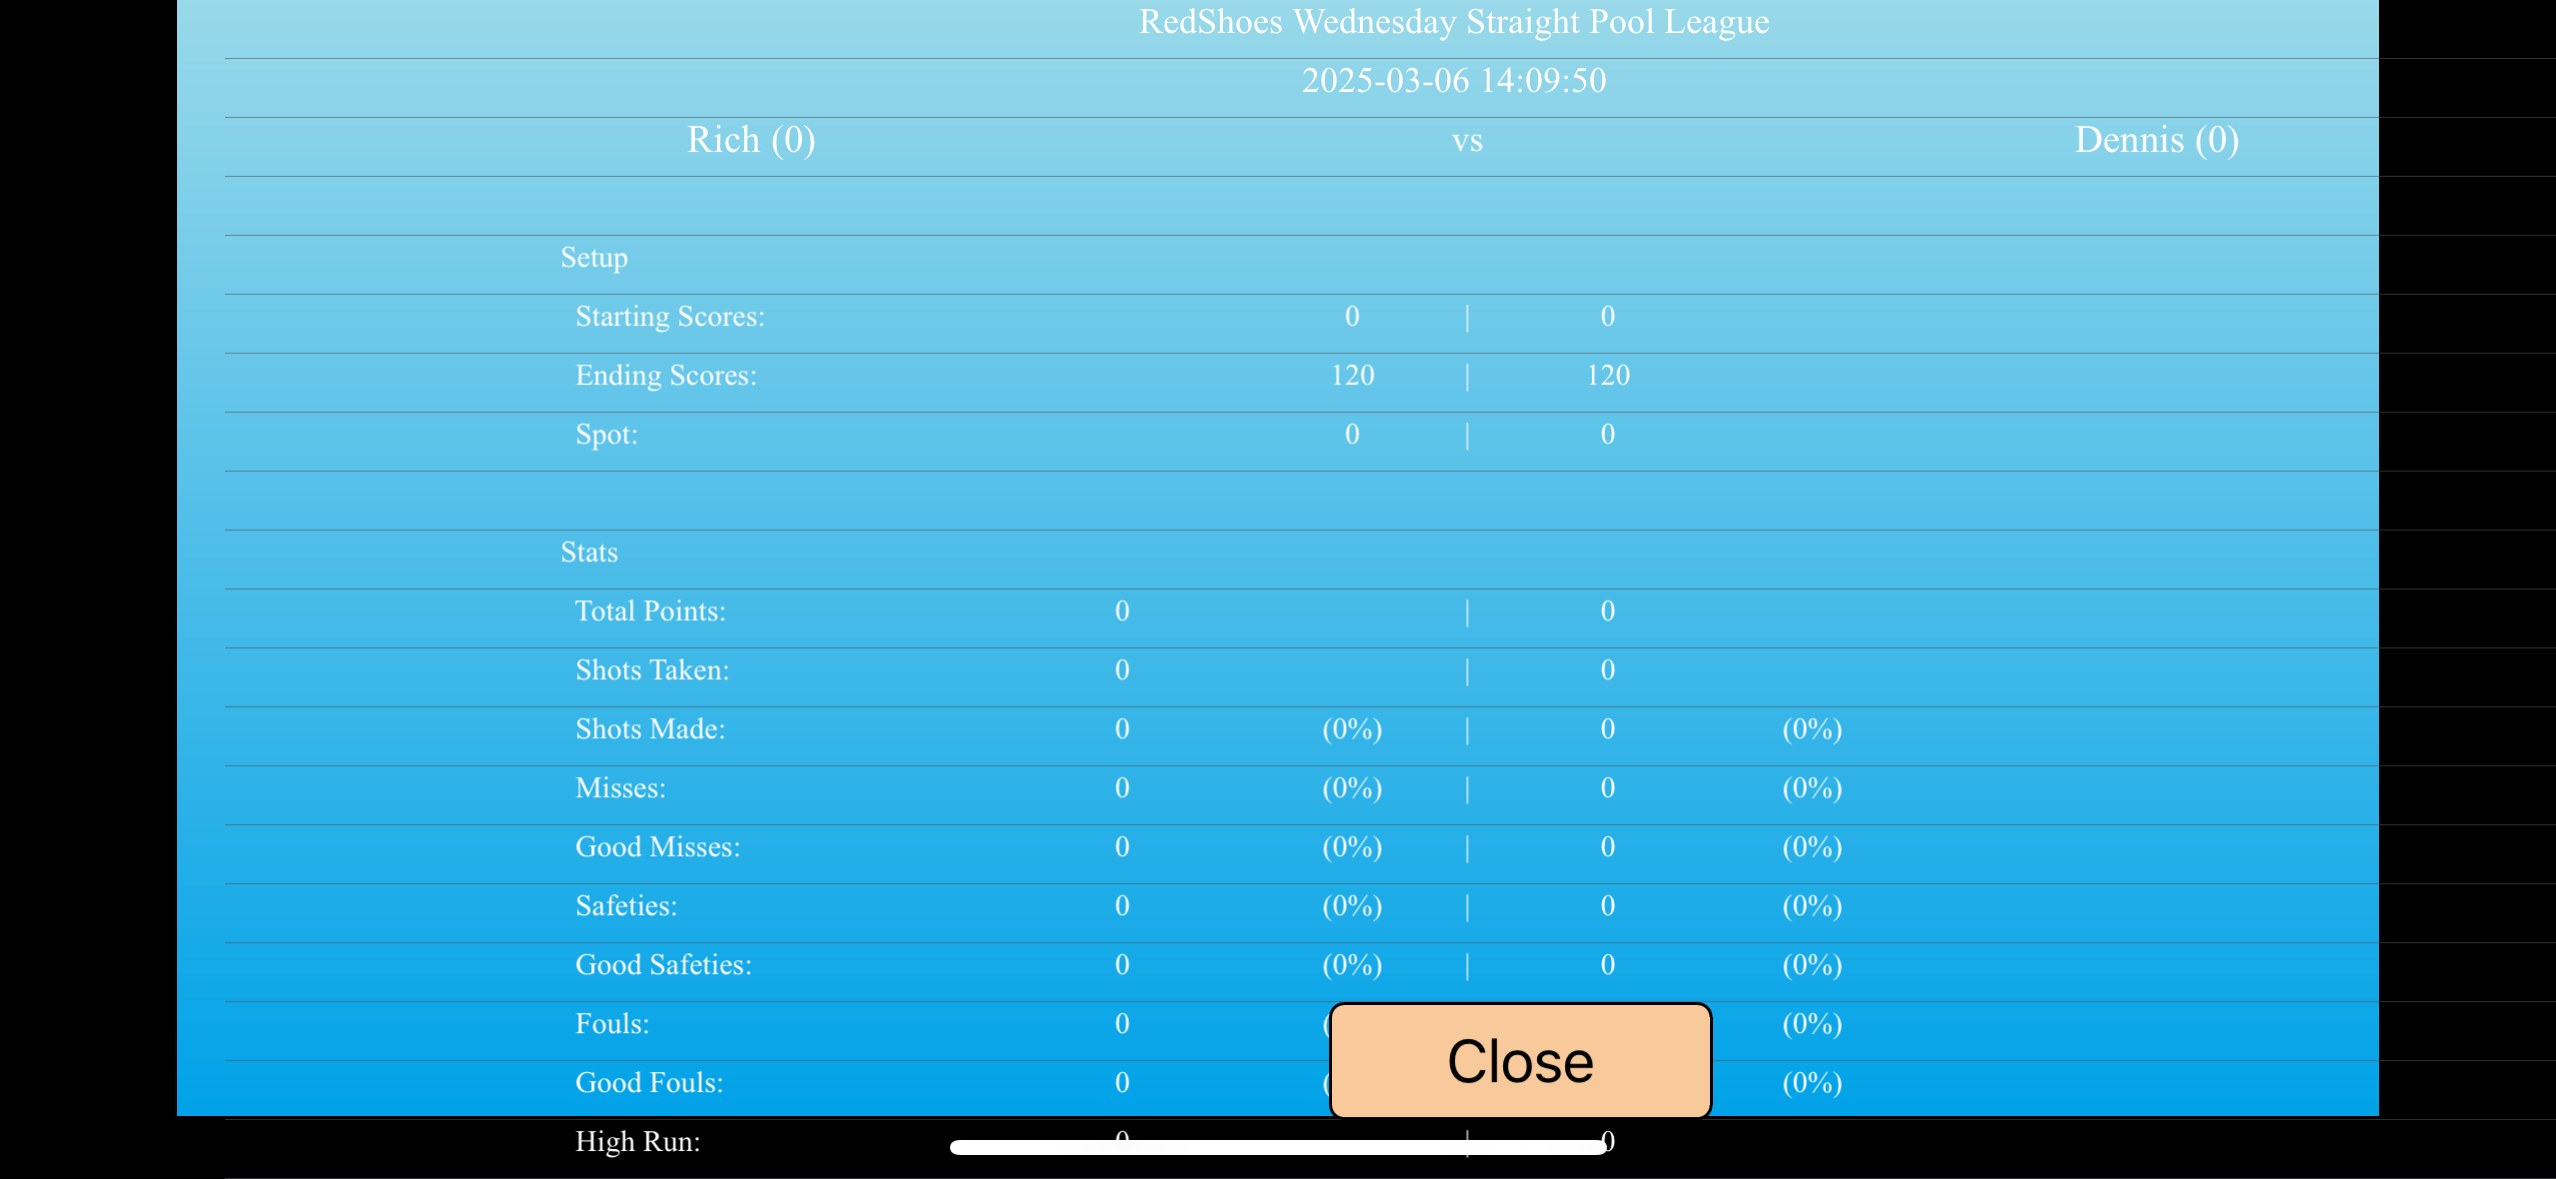 RedShoes Wednesday Straight Pool League
2025-03-06 14:09:50
Rich (0) vs Dennis (0)
Setup
Starting Scores: 0 | 0
Ending Scores: 120 | 120
Spot: 0 | 0
Stats
Total Points: 0 | 0
Shots Taken: 0 | 0
Shots Made: 0 (0%) | 0 (0%)
Misses: 0 (0%) | 0 (0%)
Good Misses: 0 (0%) | 0 (0%)
Safeties: 0 (0%) | 0 (0%)
Good Safeties: 0 (0%) | 0 (0%)
Fouls: 0 (0%)
Close
Good Fouls: 0 (0%)
High Run: 0 | 0